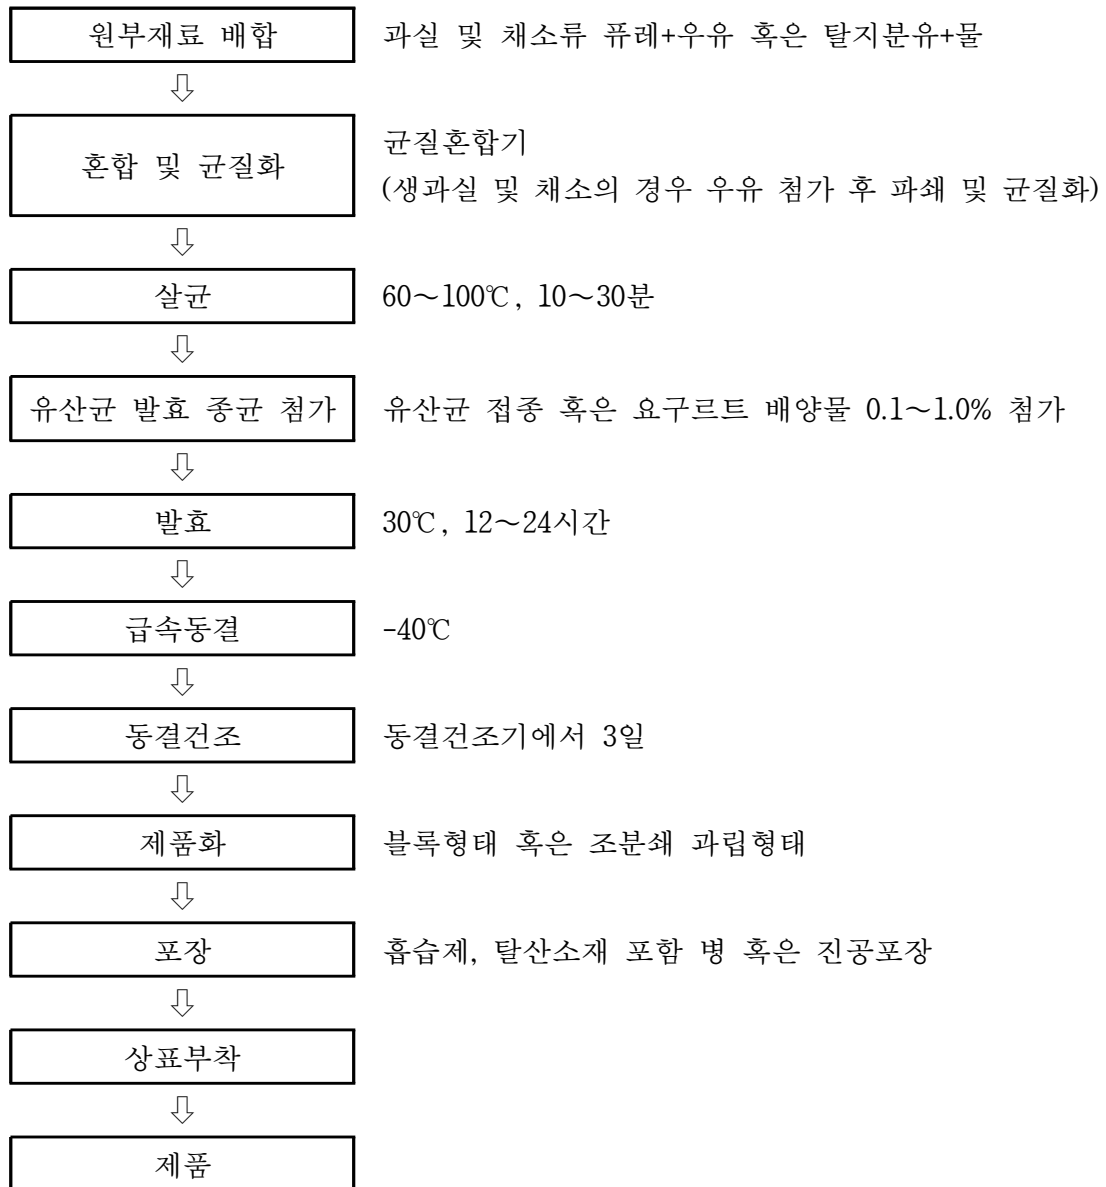 원부재료 배합 과실 및 채소류 퓨레+우유 혹은 탈지분유+물
⇩
혼합 및 균질화 균질혼합기
(생과실 및 채소의 경우 우유 첨가 후 파쇄 및 균질화)
⇩
살균 60～100℃, 10～30분
⇩
유산균 발효 종균 첨가 유산균 접종 혹은 요구르트 배양물 0.1～1.0% 첨가
⇩
발효 30℃, 12～24시간
⇩
급속동결 -40℃
⇩
동결건조 동결건조기에서 3일
⇩
제품화 블록형태 혹은 조분쇄 과립형태
⇩
포장 흡습제, 탈산소재 포함 병 혹은 진공포장
⇩
상표부착
⇩
제품